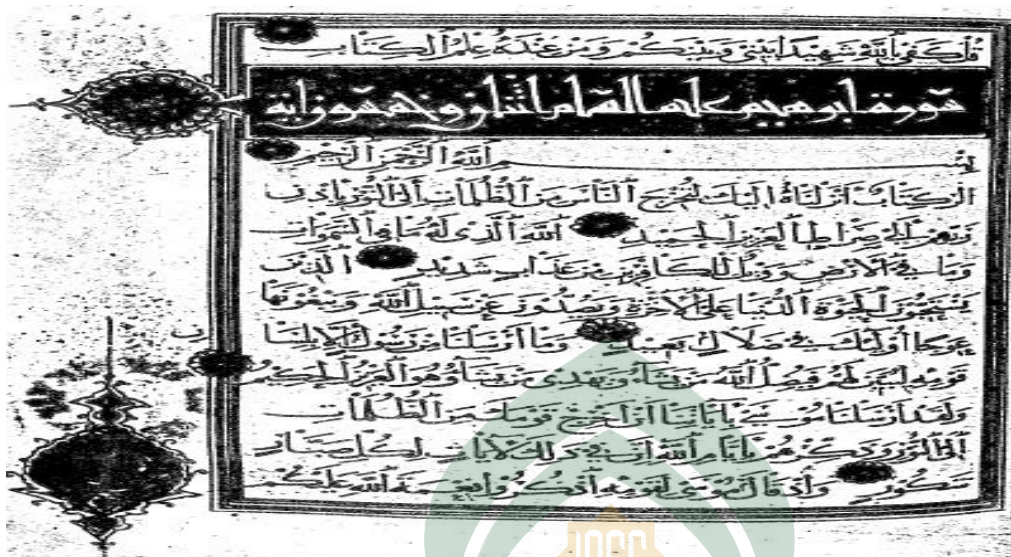 قل كفى بالله شهيدا بيني وبينكم ومن عنده علم الكتاب
سورة ابرهيم عليه السلام اثنان وخمسون اية
بسم الله الرحمن الرحيم
الر كتاب انزلناه اليك لتخرج الناس من الظلمات الى النور باذن
ربهم الى صراط العزيز الحميد الله الذي له ما في السموات
وما في الارض وويل للكافرين من عذاب شديد الذين
يستحبون الحيوة الدنيا على الاخرة ويصدون عن سبيل الله ويبغونها
عوجا اولئك في ضلال بعيد وما ارسلنا من رسول الا بلسان
قومه ليبين لهم فيضل الله من يشاء ويهدي من يشاء وهو العزيز الحكيم
ولقد ارسلنا موسى باياتنا ان اخرج قومك من الظلمات
الى النور وذكرهم بايام الله ان في ذلك لايات لكل صبار
شكور واذ قال موسى لقومه اذكروا نعمة الله عليكم